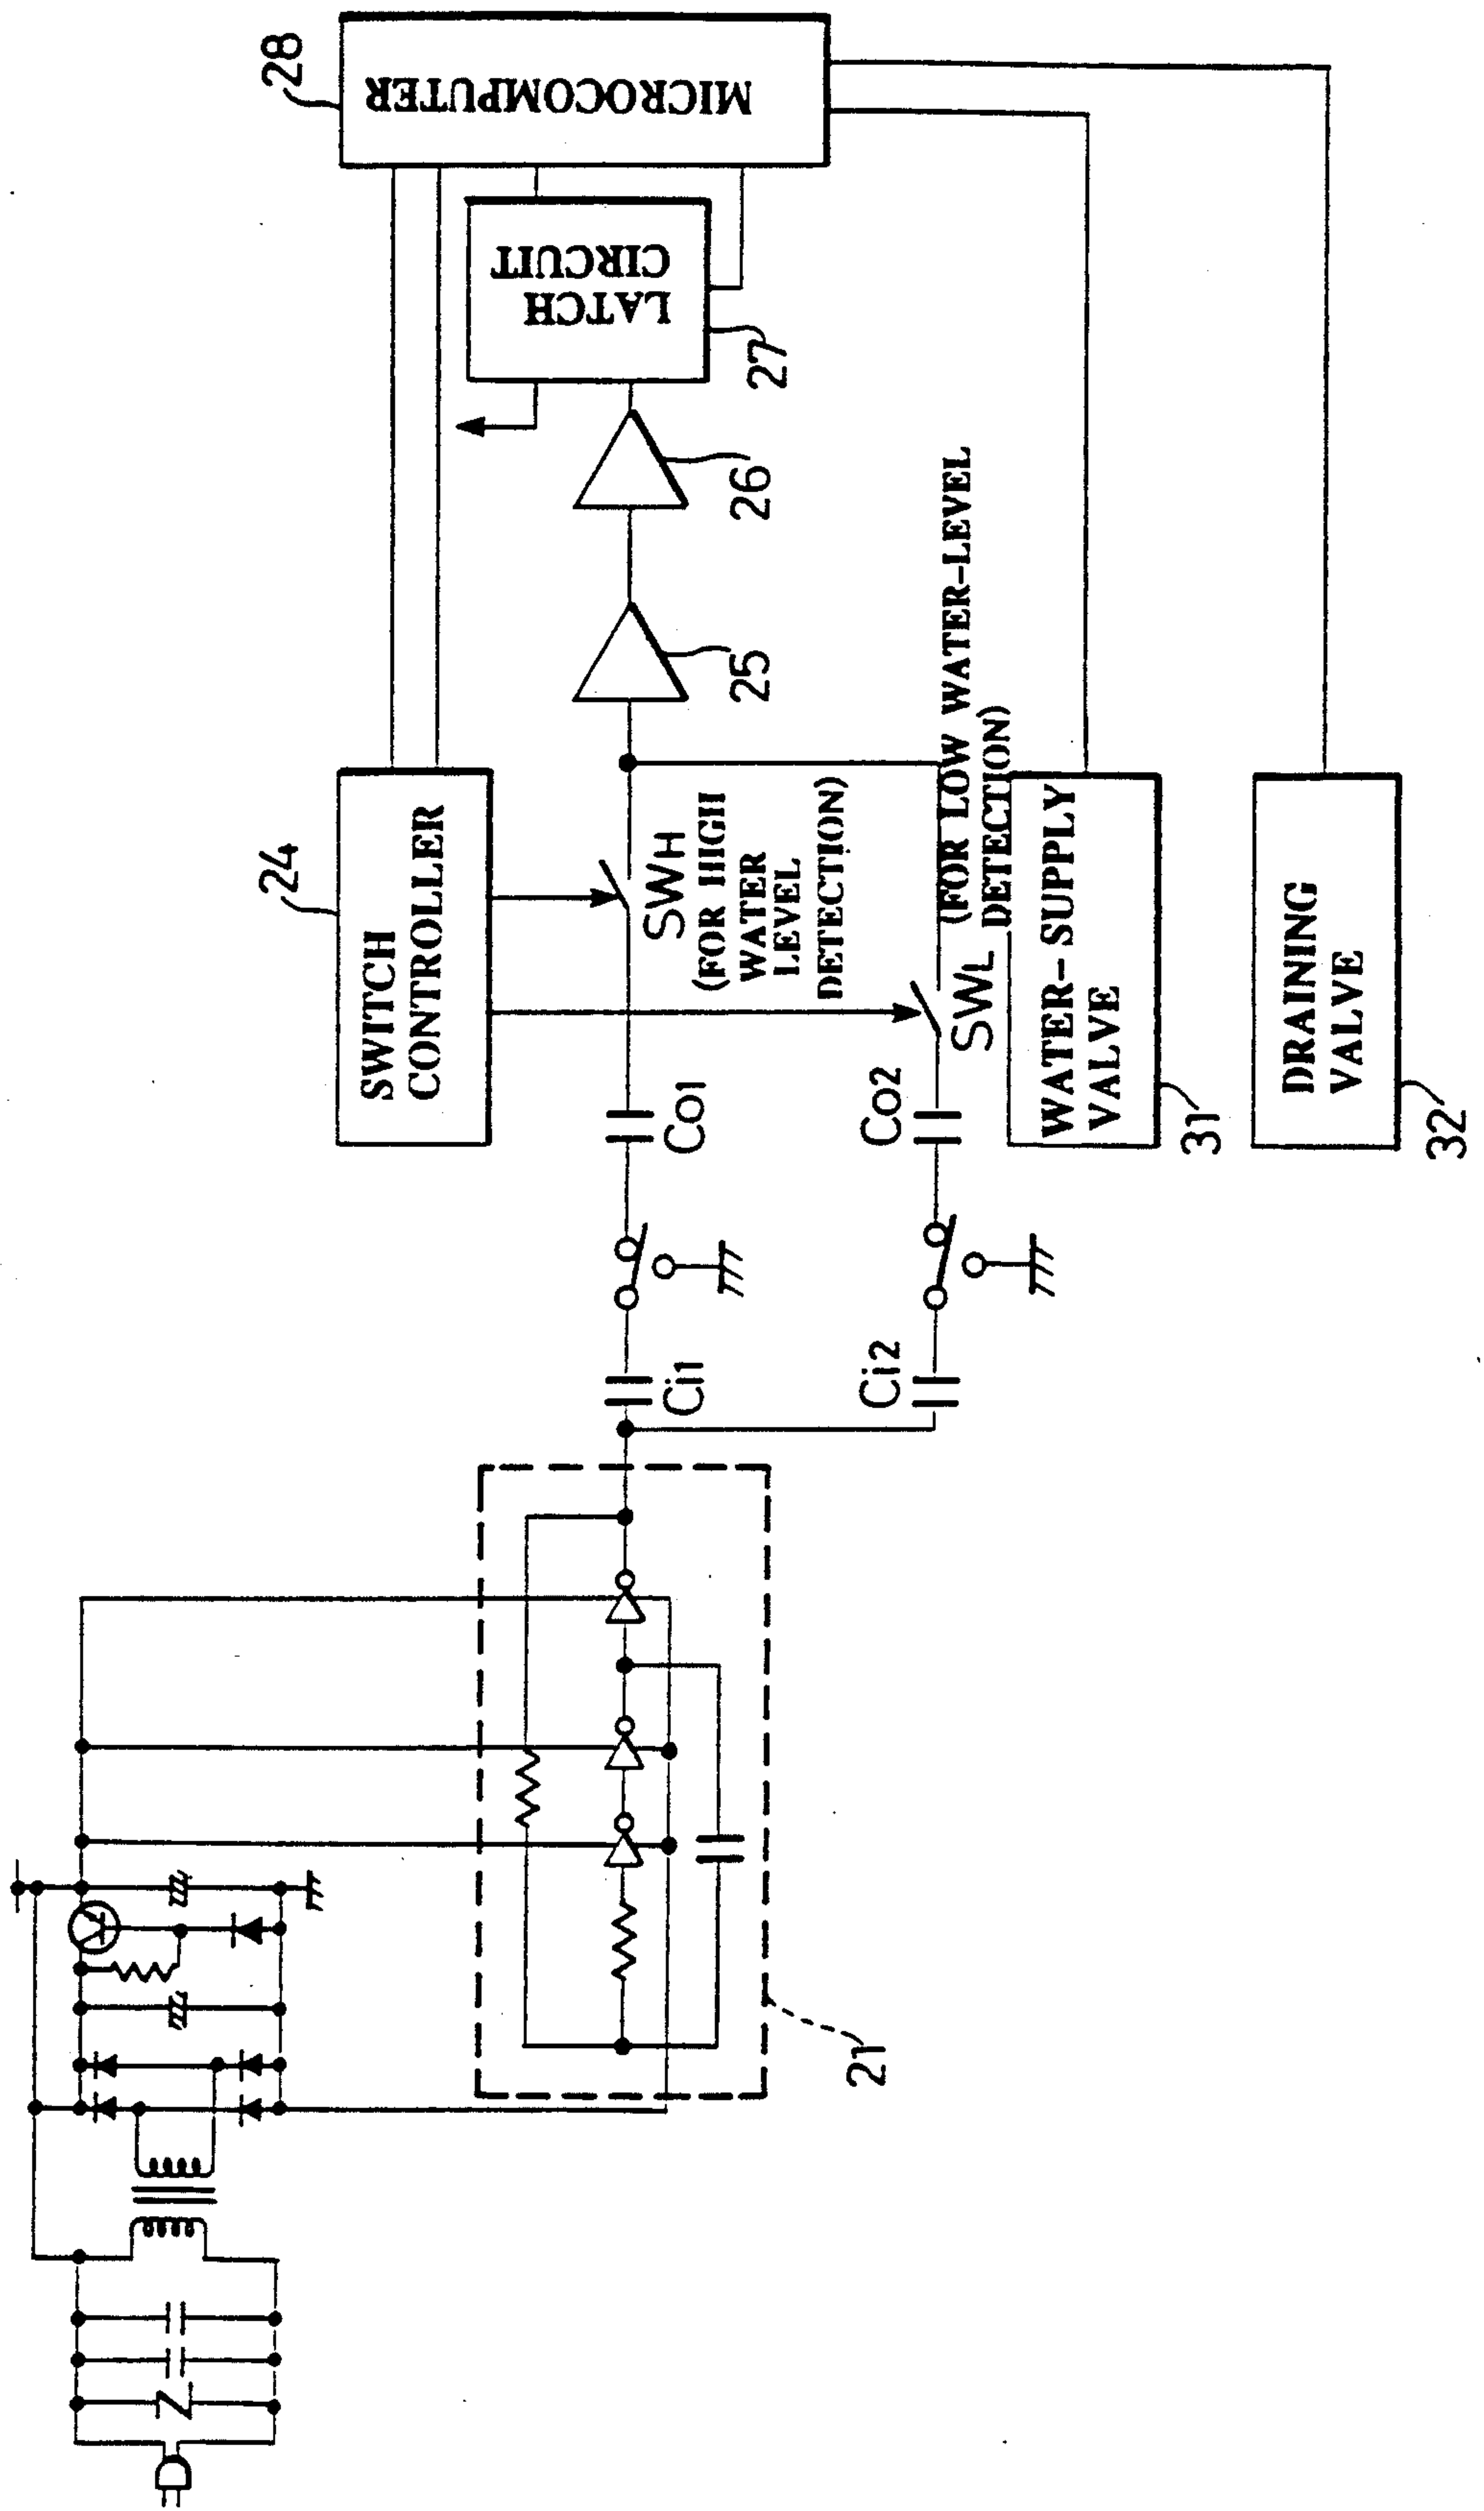 28
MICROCOMPUTER
LATCH
CIRCUIT
27
26
25
24
SWITCH
CONTROLLER
SWH
(FOR HIGH
WATER
LEVEL
DETECTION)
SWL
(FOR LOW WATER-LEVEL
DETECTION)
WATER-SUPPLY
VALVE
31
DRAINING
VALVE
32
Co1
Co2
Ci1
Ci2
21